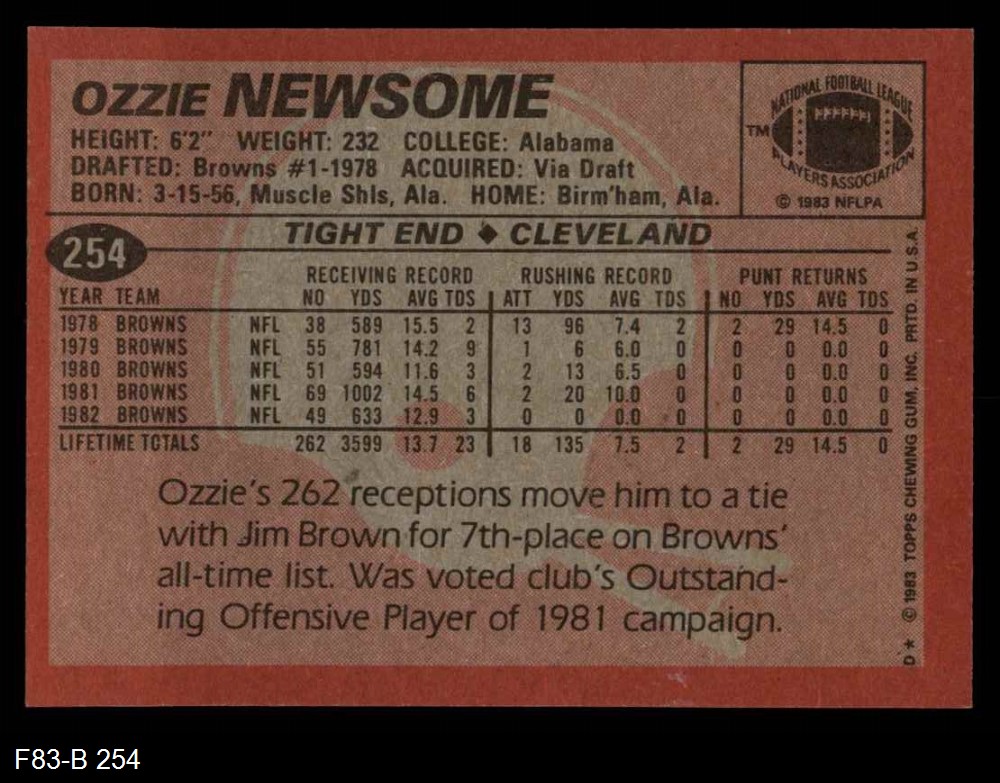 OZZIE NEWSOME
HEIGHT: 6'2" WEIGHT: 232 COLLEGE: Alabama
DRAFTED: Browns #1-1978 ACQUIRED: Via Draft
BORN: 3-15-56, Muscle Shls, Ala. HOME: Birm'ham, Ala.
NATIONAL FOOTBALL LEAGUE
TM
NFLPA
PLAYERS ASSOCIATION
© 1983 NFLPA
254
TIGHT END ♦ CLEVELAND
RECEIVING RECORD RUSHING RECORD PUNT RETURNS
YEAR TEAM NO YDS AVG TDS ATT YDS AVG TDS NO YDS AVG TDS
1978 BROWNS NFL 38 589 15.5 2 13 96 7.4 2 2 29 14.5 0
1979 BROWNS NFL 55 781 14.2 9 1 6 6.0 0 0 0 0.0 0
1980 BROWNS NFL 51 594 11.6 3 2 13 6.5 0 0 0 0.0 0
1981 BROWNS NFL 69 1002 14.5 6 2 20 10.0 0 0 0 0.0 0
1982 BROWNS NFL 49 633 12.9 3 0 0 0.0 0 0 0 0.0 0
LIFETIME TOTALS 262 3599 13.7 23 18 135 7.5 2 2 29 14.5 0
Ozzie's 262 receptions move him to a tie
with Jim Brown for 7th-place on Browns'
all-time list. Was voted club's Outstand-
ing Offensive Player of 1981 campaign.
D* © 1983 TOPPS CHEWING GUM, INC. PRTD. IN U.S.A.
F83-B 254